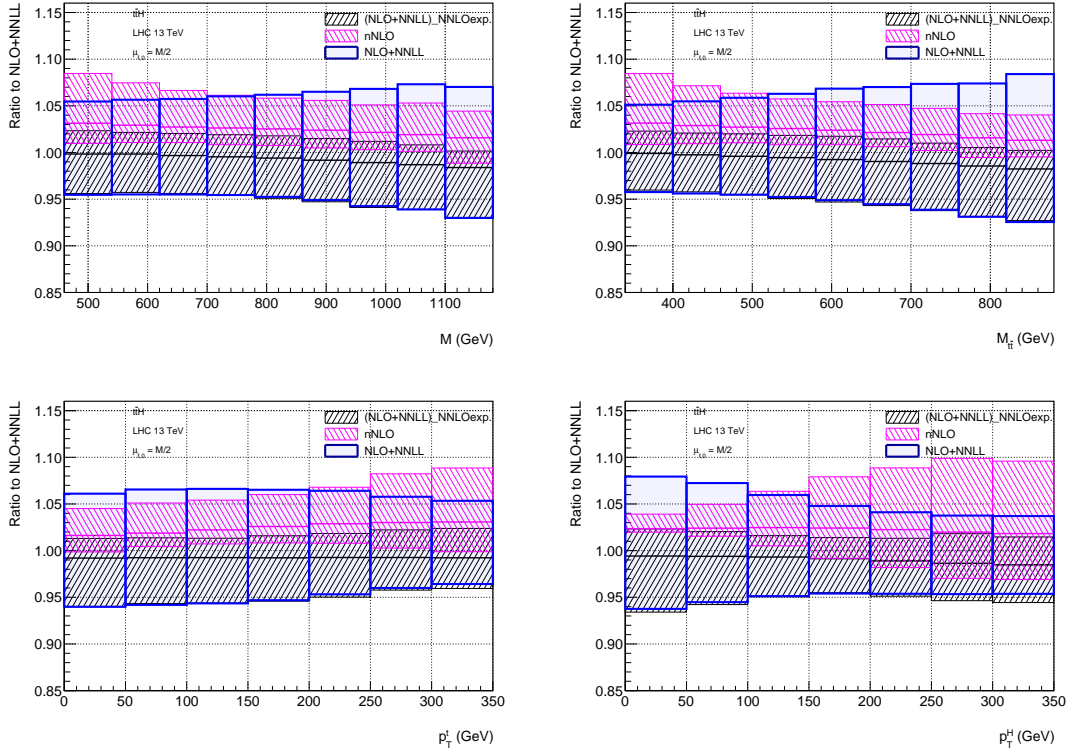 Ratio to NLO+NNLL
1.15
1.10
1.05
1.00
0.95
0.90
0.85
tt̄H
LHC 13 TeV
μf,0 = M/2
(NLO+NNLL)_NNLOexp.
nNLO
NLO+NNLL
500 600 700 800 900 1000 1100
M (GeV)
Ratio to NLO+NNLL
1.15
1.10
1.05
1.00
0.95
0.90
0.85
tt̄H
LHC 13 TeV
μf,0 = M/2
(NLO+NNLL)_NNLOexp.
nNLO
NLO+NNLL
400 500 600 700 800
Mtt̄ (GeV)
Ratio to NLO+NNLL
1.15
1.10
1.05
1.00
0.95
0.90
0.85
tt̄H
LHC 13 TeV
μf,0 = M/2
(NLO+NNLL)_NNLOexp.
nNLO
NLO+NNLL
0 50 100 150 200 250 300 350
pTt (GeV)
Ratio to NLO+NNLL
1.15
1.10
1.05
1.00
0.95
0.90
0.85
tt̄H
LHC 13 TeV
μf,0 = M/2
(NLO+NNLL)_NNLOexp.
nNLO
NLO+NNLL
0 50 100 150 200 250 300 350
pTH (GeV)